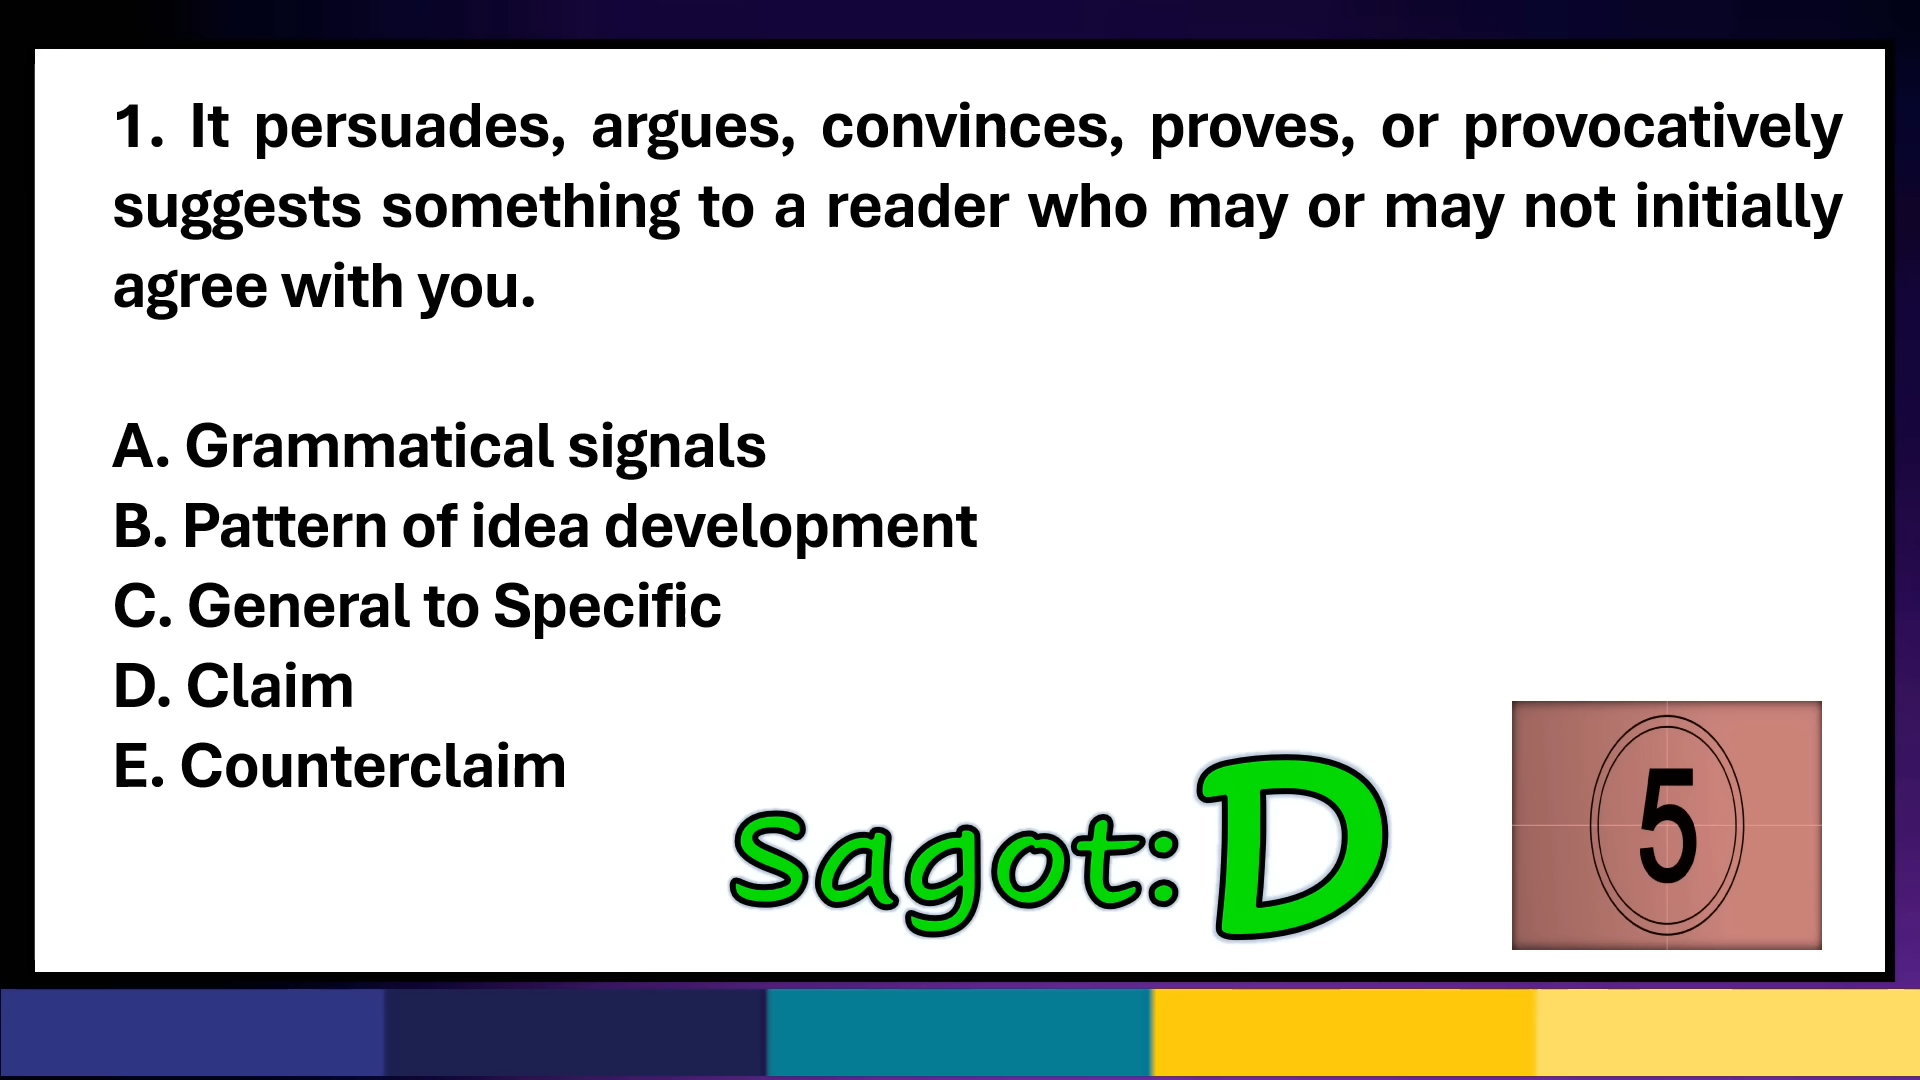 1. It persuades, argues, convinces, proves, or provocatively
suggests something to a reader who may or may not initially
agree with you.
A. Grammatical signals
B. Pattern of idea development
C. General to Specific
D. Claim
E. Counterclaim
Sagot: D
5